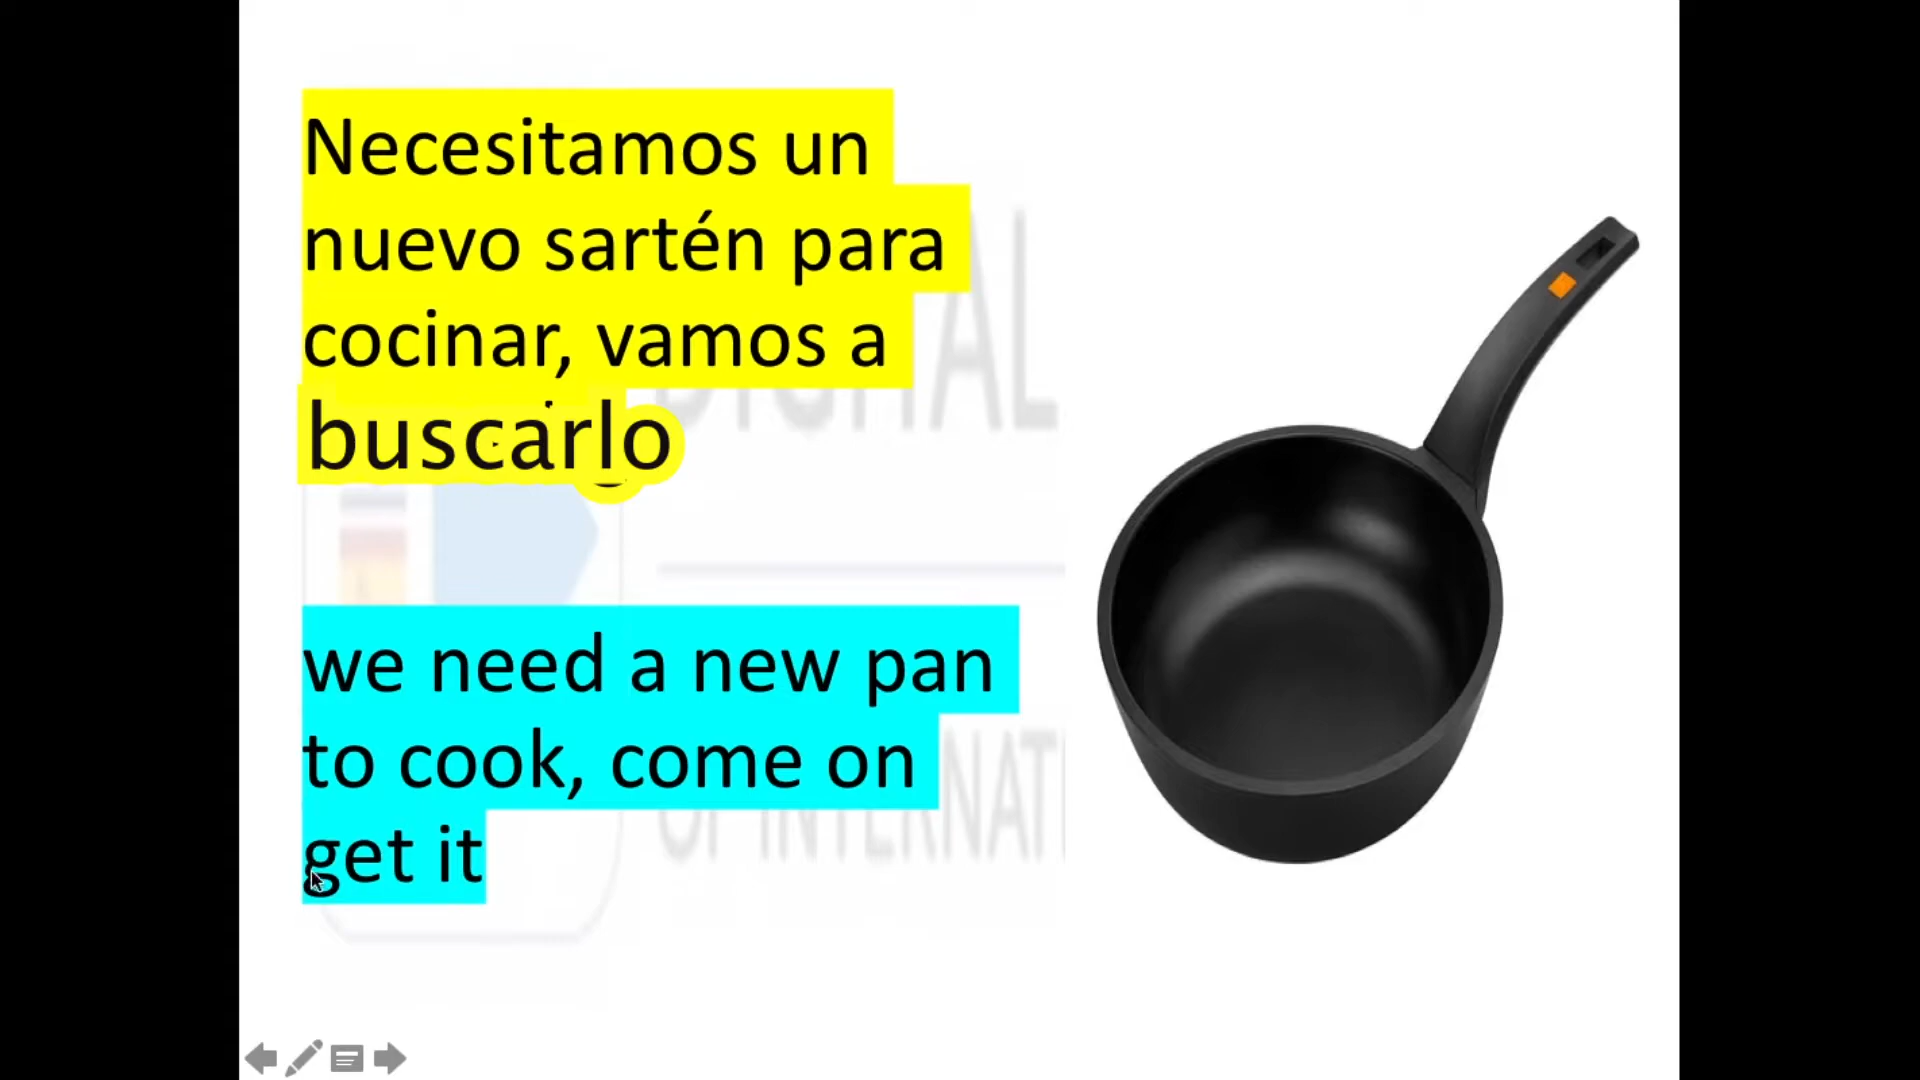 Necesitamos un
nuevo sartén para
cocinar, vamos a
buscarlo
we need a new pan
to cook, come on
get it